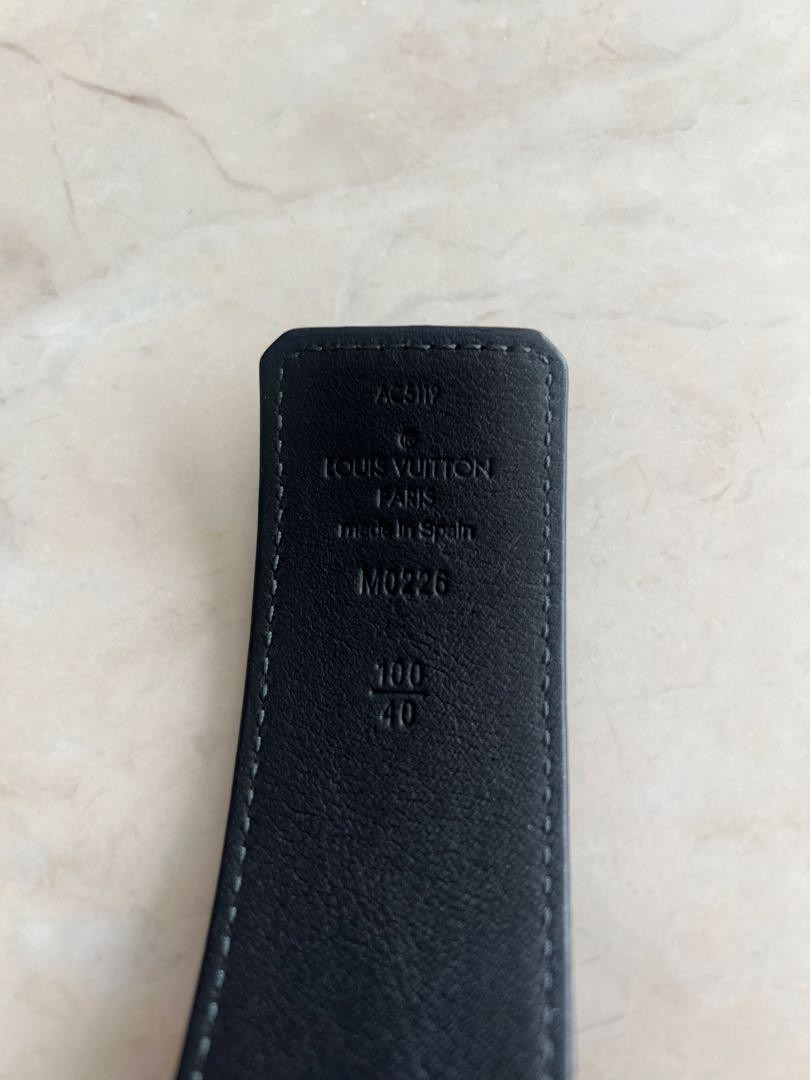 AC5119
®
LOUIS VUITTON
PARIS
made in Spain
M0226
100
40